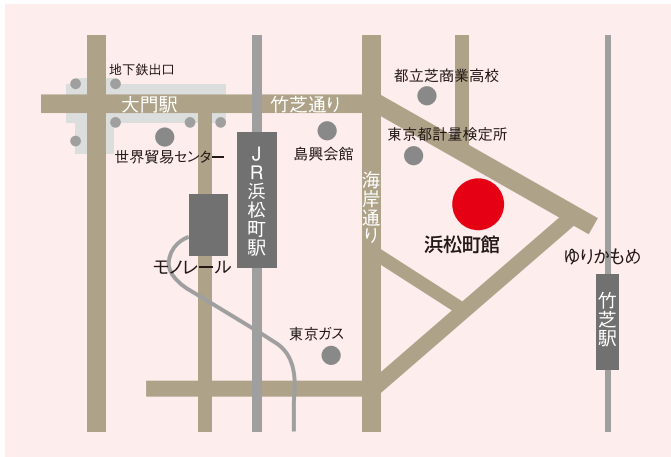 地下鉄出口
大門駅
竹芝通り
都立芝商業高校
世界貿易センター
島興会館
東京都計量検定所
JR浜松町駅
海岸通り
浜松町館
モノレール
ゆりかもめ
竹芝駅
東京ガス